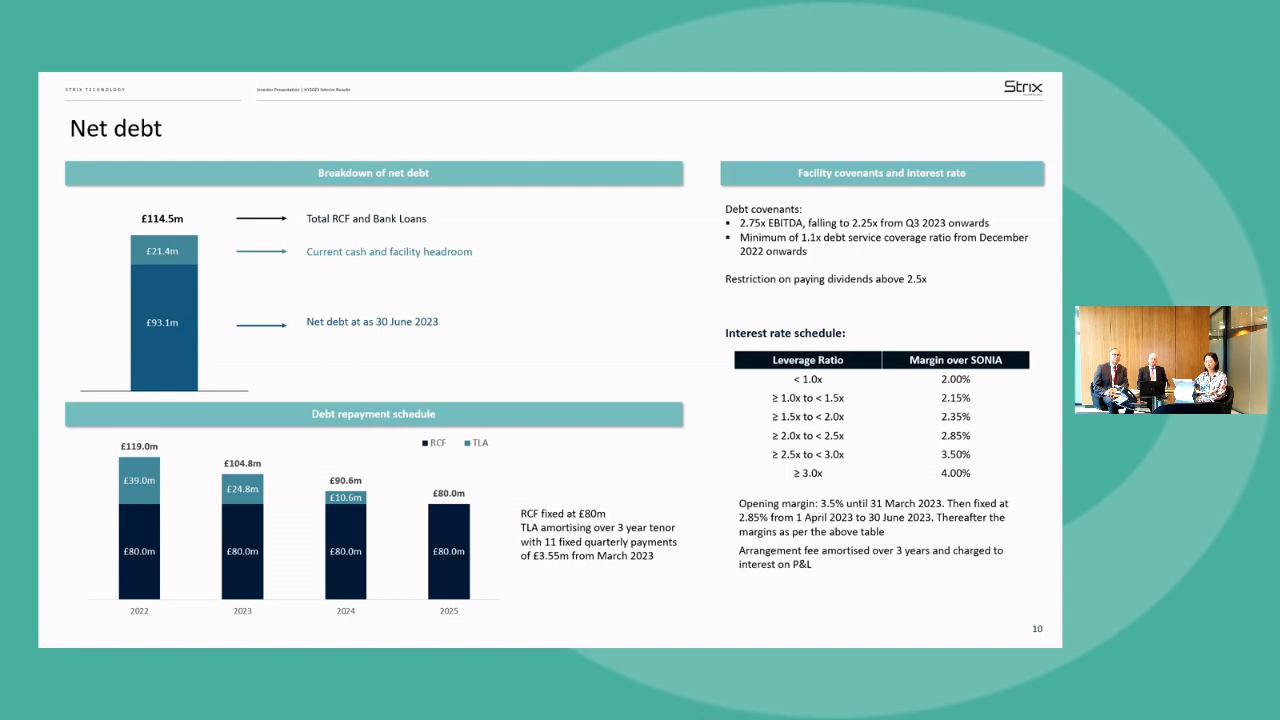 STRIX TECHNOLOGY
Investor Presentation | HY2023 Interim Results
Strix
Net debt
Breakdown of net debt
£114.5m
Total RCF and Bank Loans
£21.4m
Current cash and facility headroom
£93.1m
Net debt at as 30 June 2023
Debt repayment schedule
RCF
TLA
£119.0m
£104.8m
£90.6m
£80.0m
£39.0m
£24.8m
£10.6m
£80.0m
£80.0m
£80.0m
£80.0m
2022
2023
2024
2025
RCF fixed at £80m
TLA amortising over 3 year tenor
with 11 fixed quarterly payments
of £3.55m from March 2023
Facility covenants and interest rate
Debt covenants:
▪ 2.75x EBITDA, falling to 2.25x from Q3 2023 onwards
▪ Minimum of 1.1x debt service coverage ratio from December
2022 onwards
Restriction on paying dividends above 2.5x
Interest rate schedule:
Leverage Ratio Margin over SONIA
< 1.0x 2.00%
≥ 1.0x to < 1.5x 2.15%
≥ 1.5x to < 2.0x 2.35%
≥ 2.0x to < 2.5x 2.85%
≥ 2.5x to < 3.0x 3.50%
≥ 3.0x 4.00%
Opening margin: 3.5% until 31 March 2023. Then fixed at
2.85% from 1 April 2023 to 30 June 2023. Thereafter the
margins as per the above table
Arrangement fee amortised over 3 years and charged to
interest on P&L
10